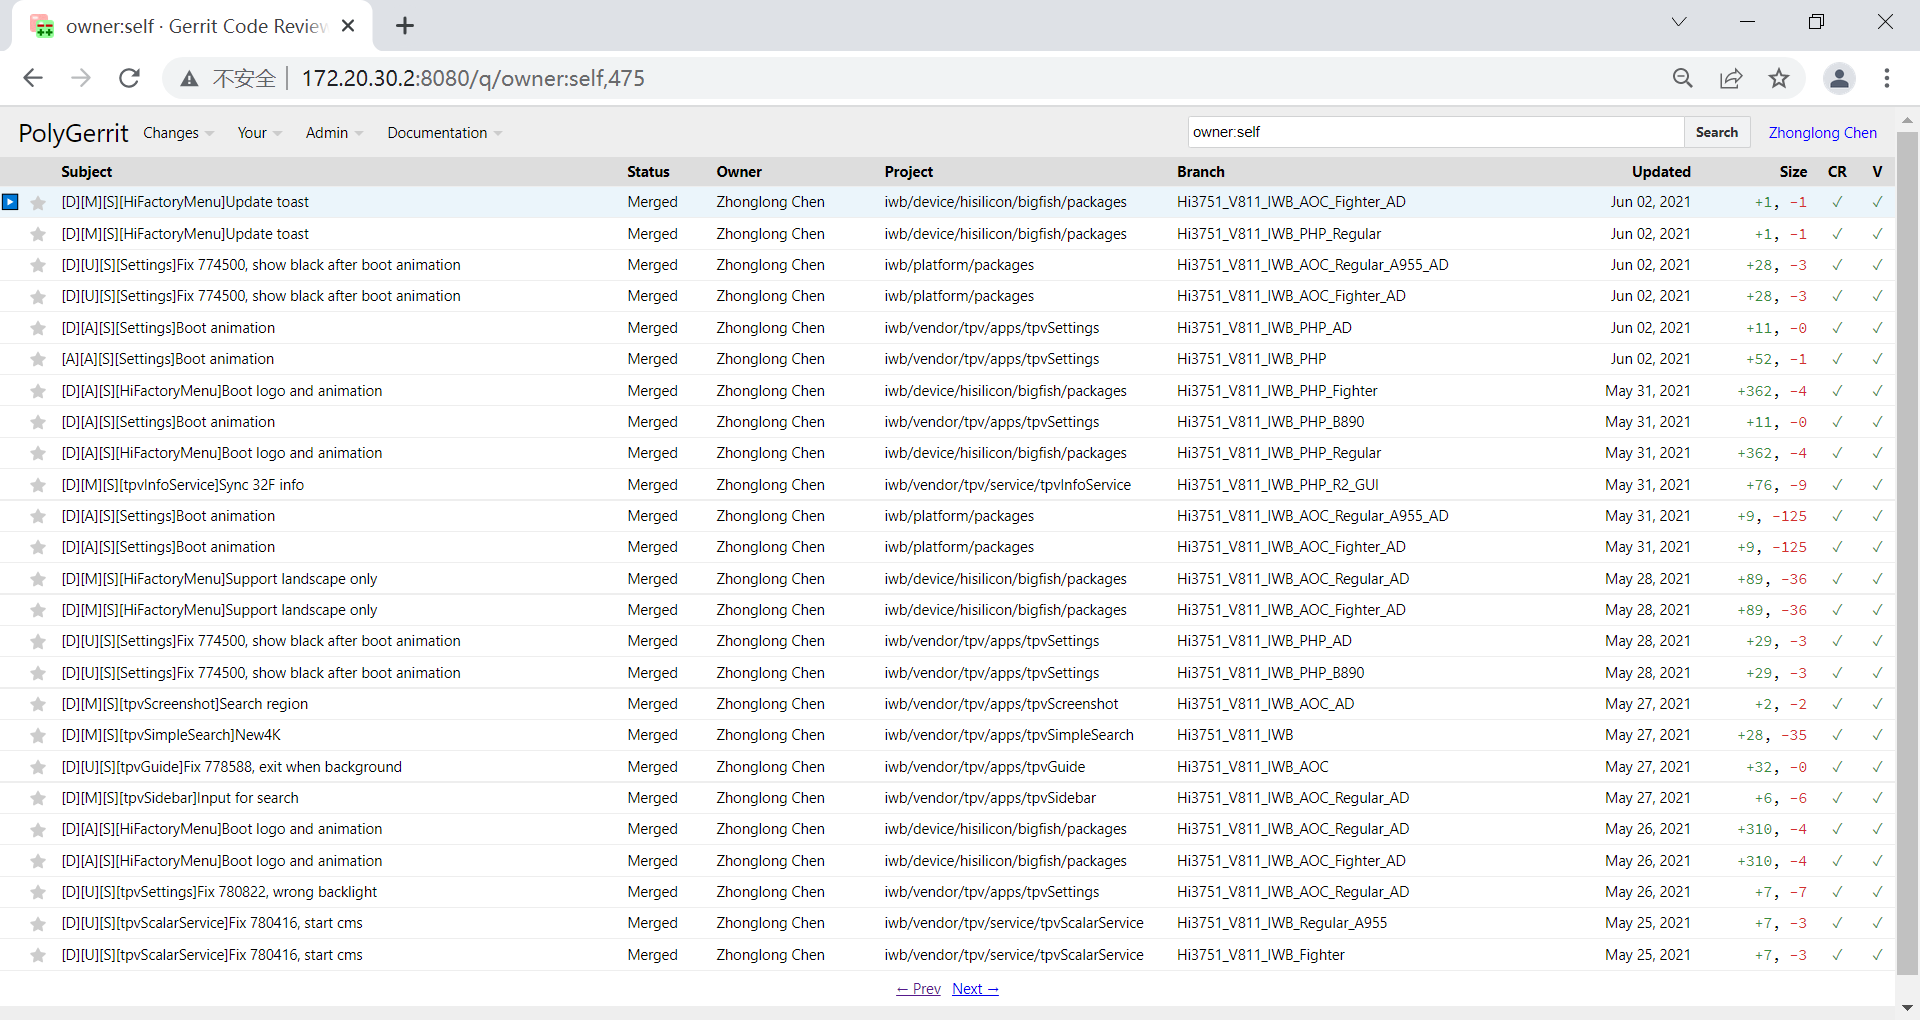 owner:self · Gerrit Code Review
不安全 172.20.30.2:8080/q/owner:self,475
PolyGerrit Changes Your Admin Documentation owner:self Search Zhonglong Chen
Subject Status Owner Project Branch Updated Size CR V
[D][M][S][HiFactoryMenu]Update toast Merged Zhonglong Chen iwb/device/hisilicon/bigfish/packages Hi3751_V811_IWB_AOC_Fighter_AD Jun 02, 2021 +1, -1 ✓ ✓
[D][M][S][HiFactoryMenu]Update toast Merged Zhonglong Chen iwb/device/hisilicon/bigfish/packages Hi3751_V811_IWB_PHP_Regular Jun 02, 2021 +1, -1 ✓ ✓
[D][U][S][Settings]Fix 774500, show black after boot animation Merged Zhonglong Chen iwb/platform/packages Hi3751_V811_IWB_AOC_Regular_A955_AD Jun 02, 2021 +28, -3 ✓ ✓
[D][U][S][Settings]Fix 774500, show black after boot animation Merged Zhonglong Chen iwb/platform/packages Hi3751_V811_IWB_AOC_Fighter_AD Jun 02, 2021 +28, -3 ✓ ✓
[D][A][S][Settings]Boot animation Merged Zhonglong Chen iwb/vendor/tpv/apps/tpvSettings Hi3751_V811_IWB_PHP_AD Jun 02, 2021 +11, -0 ✓ ✓
[A][A][S][Settings]Boot animation Merged Zhonglong Chen iwb/vendor/tpv/apps/tpvSettings Hi3751_V811_IWB_PHP Jun 02, 2021 +52, -1 ✓ ✓
[D][A][S][HiFactoryMenu]Boot logo and animation Merged Zhonglong Chen iwb/device/hisilicon/bigfish/packages Hi3751_V811_IWB_PHP_Fighter May 31, 2021 +362, -4 ✓ ✓
[D][A][S][Settings]Boot animation Merged Zhonglong Chen iwb/vendor/tpv/apps/tpvSettings Hi3751_V811_IWB_PHP_B890 May 31, 2021 +11, -0 ✓ ✓
[D][A][S][HiFactoryMenu]Boot logo and animation Merged Zhonglong Chen iwb/device/hisilicon/bigfish/packages Hi3751_V811_IWB_PHP_Regular May 31, 2021 +362, -4 ✓ ✓
[D][M][S][tpvInfoService]Sync 32F info Merged Zhonglong Chen iwb/vendor/tpv/service/tpvInfoService Hi3751_V811_IWB_PHP_R2_GUI May 31, 2021 +76, -9 ✓ ✓
[D][A][S][Settings]Boot animation Merged Zhonglong Chen iwb/platform/packages Hi3751_V811_IWB_AOC_Regular_A955_AD May 31, 2021 +9, -125 ✓ ✓
[D][A][S][Settings]Boot animation Merged Zhonglong Chen iwb/platform/packages Hi3751_V811_IWB_AOC_Fighter_AD May 31, 2021 +9, -125 ✓ ✓
[D][M][S][HiFactoryMenu]Support landscape only Merged Zhonglong Chen iwb/device/hisilicon/bigfish/packages Hi3751_V811_IWB_AOC_Regular_AD May 28, 2021 +89, -36 ✓ ✓
[D][M][S][HiFactoryMenu]Support landscape only Merged Zhonglong Chen iwb/device/hisilicon/bigfish/packages Hi3751_V811_IWB_AOC_Fighter_AD May 28, 2021 +89, -36 ✓ ✓
[D][U][S][Settings]Fix 774500, show black after boot animation Merged Zhonglong Chen iwb/vendor/tpv/apps/tpvSettings Hi3751_V811_IWB_PHP_AD May 28, 2021 +29, -3 ✓ ✓
[D][U][S][Settings]Fix 774500, show black after boot animation Merged Zhonglong Chen iwb/vendor/tpv/apps/tpvSettings Hi3751_V811_IWB_PHP_B890 May 28, 2021 +29, -3 ✓ ✓
[D][M][S][tpvScreenshot]Search region Merged Zhonglong Chen iwb/vendor/tpv/apps/tpvScreenshot Hi3751_V811_IWB_AOC_AD May 27, 2021 +2, -2 ✓ ✓
[D][M][S][tpvSimpleSearch]New4K Merged Zhonglong Chen iwb/vendor/tpv/apps/tpvSimpleSearch Hi3751_V811_IWB May 27, 2021 +28, -35 ✓ ✓
[D][U][S][tpvGuide]Fix 778588, exit when background Merged Zhonglong Chen iwb/vendor/tpv/apps/tpvGuide Hi3751_V811_IWB_AOC May 27, 2021 +32, -0 ✓ ✓
[D][M][S][tpvSidebar]Input for search Merged Zhonglong Chen iwb/vendor/tpv/apps/tpvSidebar Hi3751_V811_IWB_AOC_Regular_AD May 27, 2021 +6, -6 ✓ ✓
[D][A][S][HiFactoryMenu]Boot logo and animation Merged Zhonglong Chen iwb/device/hisilicon/bigfish/packages Hi3751_V811_IWB_AOC_Regular_AD May 26, 2021 +310, -4 ✓ ✓
[D][A][S][HiFactoryMenu]Boot logo and animation Merged Zhonglong Chen iwb/device/hisilicon/bigfish/packages Hi3751_V811_IWB_AOC_Fighter_AD May 26, 2021 +310, -4 ✓ ✓
[D][U][S][tpvSettings]Fix 780822, wrong backlight Merged Zhonglong Chen iwb/vendor/tpv/apps/tpvSettings Hi3751_V811_IWB_AOC_Regular_AD May 26, 2021 +7, -7 ✓ ✓
[D][U][S][tpvScalarService]Fix 780416, start cms Merged Zhonglong Chen iwb/vendor/tpv/service/tpvScalarService Hi3751_V811_IWB_Regular_A955 May 25, 2021 +7, -3 ✓ ✓
[D][U][S][tpvScalarService]Fix 780416, start cms Merged Zhonglong Chen iwb/vendor/tpv/service/tpvScalarService Hi3751_V811_IWB_Fighter May 25, 2021 +7, -3 ✓ ✓
← Prev Next →